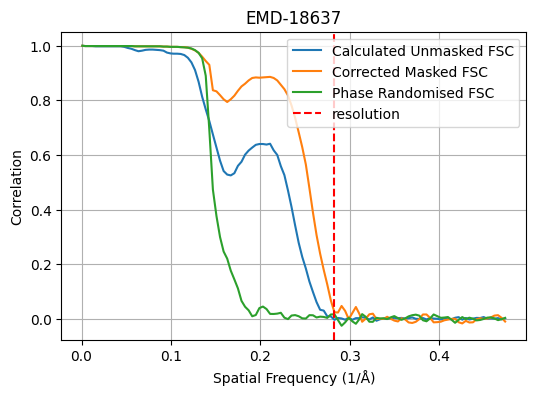 EMD-18637
Calculated Unmasked FSC
Corrected Masked FSC
Phase Randomised FSC
resolution
Correlation
1.0
0.8
0.6
0.4
0.2
0.0
0.0 0.1 0.2 0.3 0.4
Spatial Frequency (1/Å)